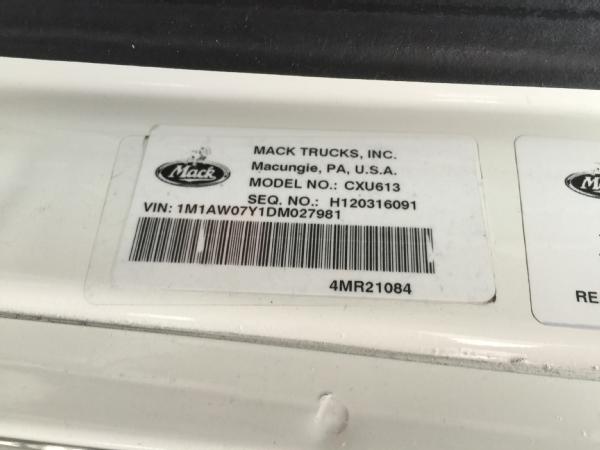 Mack
MACK TRUCKS, INC.
Macungie, PA, U.S.A.
MODEL NO.: CXU613
SEQ. NO.: H120316091
VIN: 1M1AW07Y1DM027981
4MR21084
RE